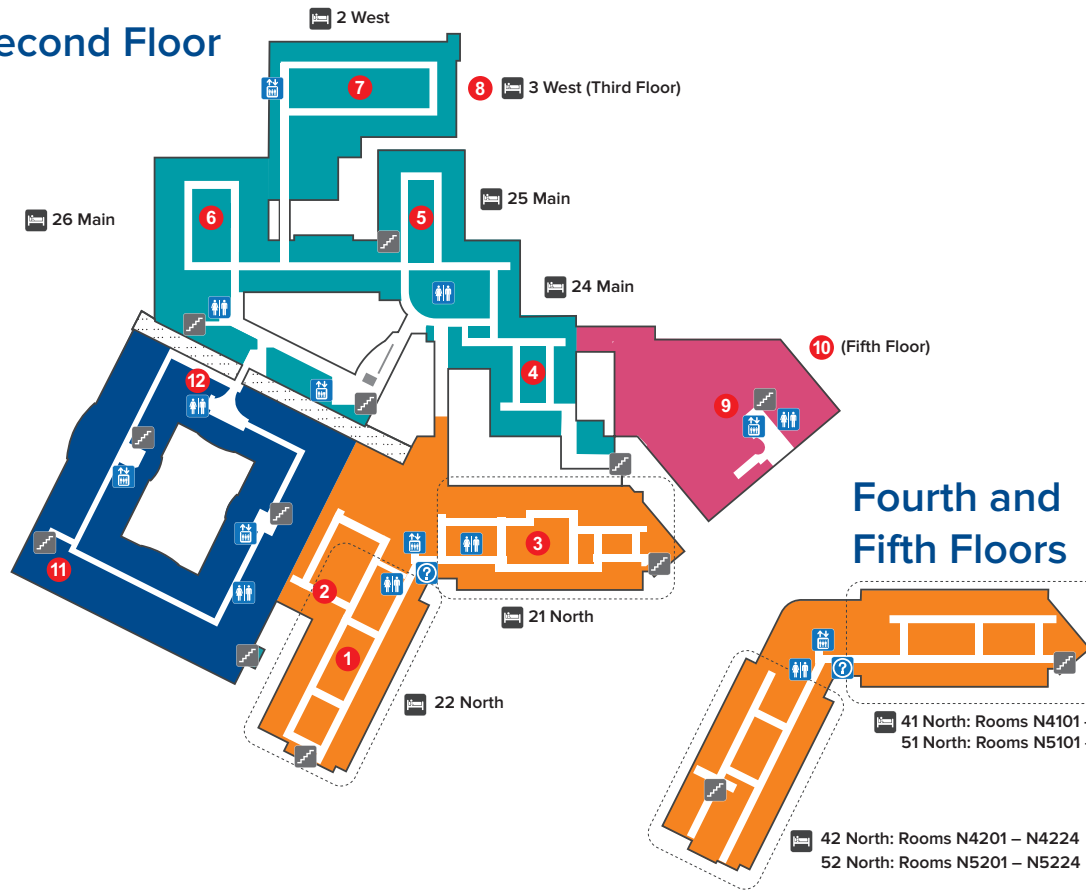 econd Floor
2 West
7
8 3 West (Third Floor)
26 Main
6
5
25 Main
24 Main
10 (Fifth Floor)
4
9
12
11
3
2
1
?
21 North
22 North
Fourth and
Fifth Floors
?
41 North: Rooms N4101 –
51 North: Rooms N5101
42 North: Rooms N4201 – N4224
52 North: Rooms N5201 – N5224